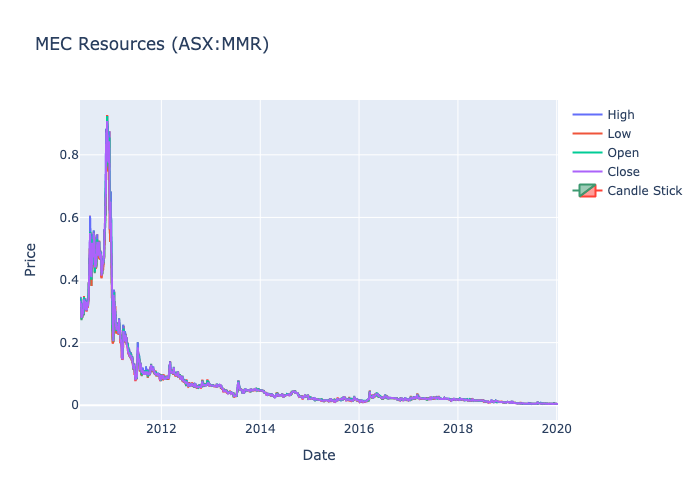 MEC Resources (ASX:MMR)
High
Low
Open
Close
Candle Stick
0.8
0.6
0.4
0.2
0
Price
2012
2014
2016
2018
2020
Date